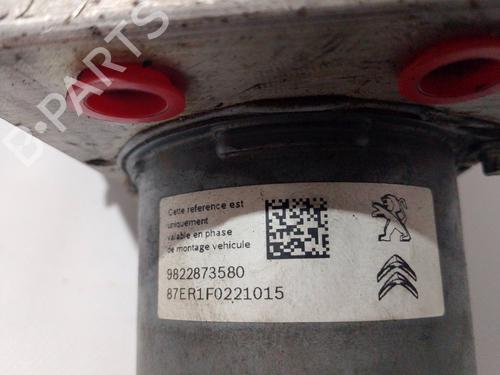 B-PARTS
Cette reference est
uniquement
valable en phase
de montage vehicule
9822873580
87ER1F0221015